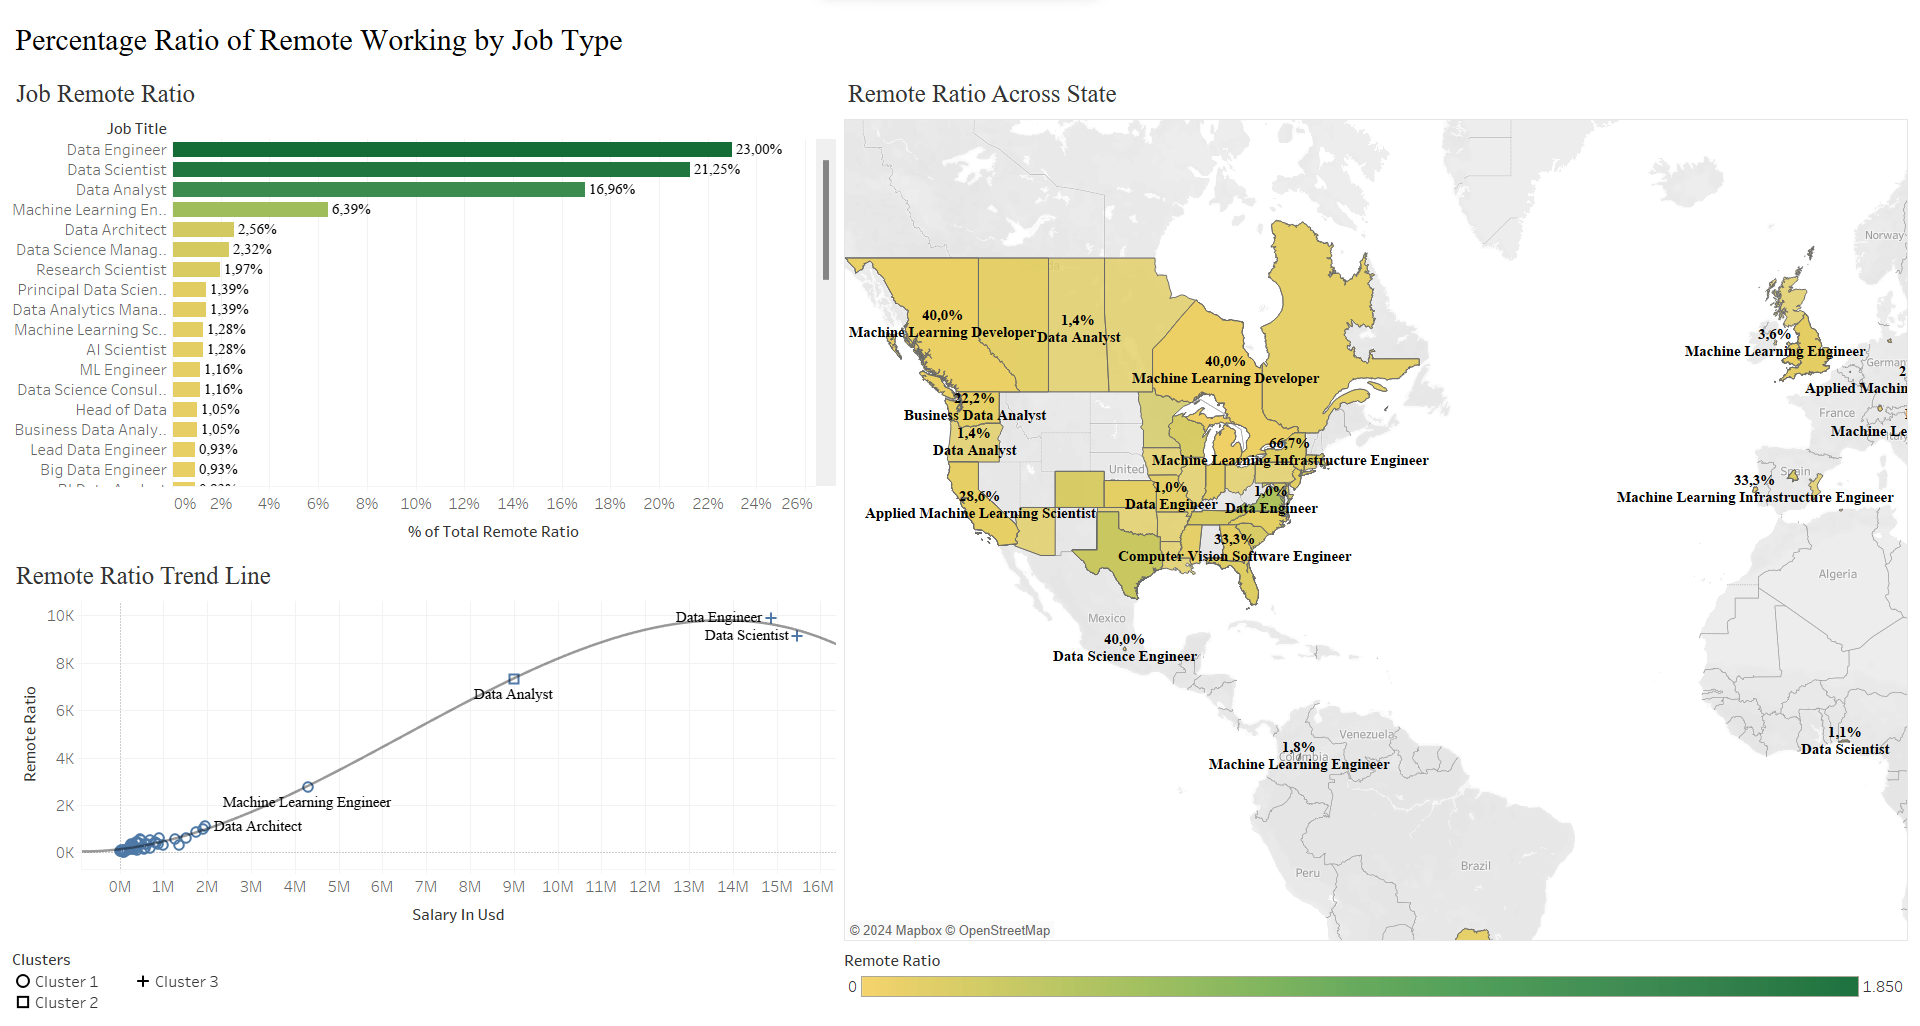 Percentage Ratio of Remote Working by Job Type
Job Remote Ratio
Job Title
Data Engineer 23,00%
Data Scientist 21,25%
Data Analyst 16,96%
Machine Learning En.. 6,39%
Data Architect 2,56%
Data Science Manag.. 2,32%
Research Scientist 1,97%
Principal Data Scien.. 1,39%
Data Analytics Mana.. 1,39%
Machine Learning Sc.. 1,28%
AI Scientist 1,28%
ML Engineer 1,16%
Data Science Consul.. 1,16%
Head of Data 1,05%
Business Data Analy.. 1,05%
Lead Data Engineer 0,93%
Big Data Engineer 0,93%
0% 2% 4% 6% 8% 10% 12% 14% 16% 18% 20% 22% 24% 26%
% of Total Remote Ratio
Remote Ratio Trend Line
Remote Ratio
10K
8K
6K
4K
2K
0K
Data Engineer
Data Scientist
Data Analyst
Machine Learning Engineer
Data Architect
0M 1M 2M 3M 4M 5M 6M 7M 8M 9M 10M 11M 12M 13M 14M 15M 16M
Salary In Usd
Clusters
Cluster 1
Cluster 3
Cluster 2
Remote Ratio Across State
Norway
40,0%
Machine Learning Developer
1,4%
Data Analyst
40,0%
Machine Learning Developer
3,6%
Machine Learning Engineer
German
2
Applied Machin
22,2%
Business Data Analyst
France
Machine Le
1,4%
Data Analyst
66,7%
Machine Learning Infrastructure Engineer
United
Spain
33,3%
Machine Learning Infrastructure Engineer
28,6%
Applied Machine Learning Scientist
1,0%
Data Engineer
1,0%
Data Engineer
33,3%
Computer Vision Software Engineer
Algeria
Mexico
40,0%
Data Science Engineer
Venezuela
1,8%
Colombia
Machine Learning Engineer
1,1%
Data Scientist
Brazil
Peru
© 2024 Mapbox © OpenStreetMap
Remote Ratio
0 1.850